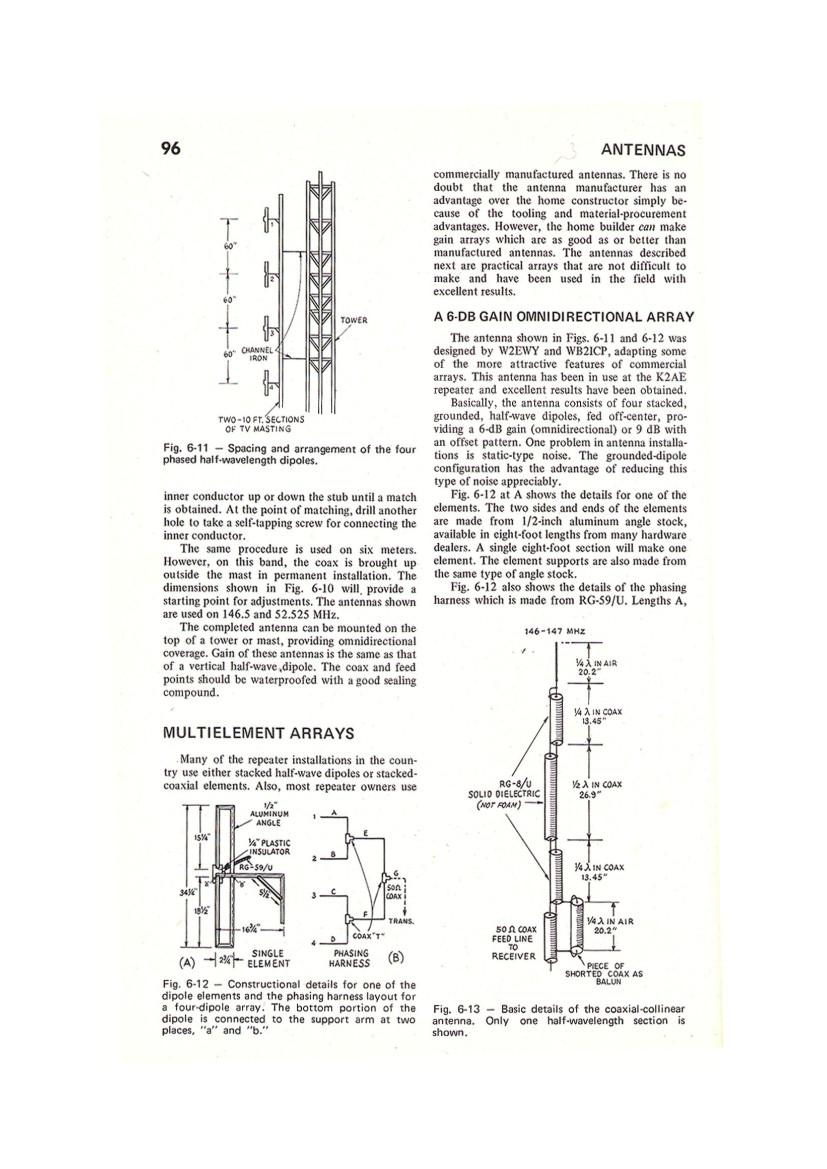 96
ANTENNAS
60"
60"
60"
1
2
3
4
CHANNEL
IRON
TOWER
TWO-10 FT. SECTIONS
OF TV MASTING
Fig. 6-11 — Spacing and arrangement of the four
phased half-wavelength dipoles.
inner conductor up or down the stub until a match
is obtained. At the point of matching, drill another
hole to take a self-tapping screw for connecting the
inner conductor.
The same procedure is used on six meters.
However, on this band, the coax is brought up
outside the mast in permanent installation. The
dimensions shown in Fig. 6-10 will provide a
starting point for adjustments. The antennas shown
are used on 146.5 and 52.525 MHz.
The completed antenna can be mounted on the
top of a tower or mast, providing omnidirectional
coverage. Gain of these antennas is the same as that
of a vertical half-wave dipole. The coax and feed
points should be waterproofed with a good sealing
compound.
MULTIELEMENT ARRAYS
Many of the repeater installations in the coun-
try use either stacked half-wave dipoles or stacked-
coaxial elements. Also, most repeater owners use
1/2"
ALUMINUM
ANGLE
1/4" PLASTIC
INSULATOR
RG-59/U
15 3/4"
34 1/4"
18 1/2"
"a"
"b"
5 1/2"
16 3/4"
2 3/4"
(A)
SINGLE
ELEMENT
1
A
2
B
3
C
4
D
E
F
G
50Ω
COAX
TRANS.
COAX "T"
PHASING
HARNESS
(B)
Fig. 6-12 — Constructional details for one of the
dipole elements and the phasing harness layout for
a four-dipole array. The bottom portion of the
dipole is connected to the support arm at two
places, "a" and "b."
commercially manufactured antennas. There is no
doubt that the antenna manufacturer has an
advantage over the home constructor simply be-
cause of the tooling and material-procurement
advantages. However, the home builder can make
gain arrays which are as good as or better than
manufactured antennas. The antennas described
next are practical arrays that are not difficult to
make and have been used in the field with
excellent results.
A 6-DB GAIN OMNIDIRECTIONAL ARRAY
The antenna shown in Figs. 6-11 and 6-12 was
designed by W2EWY and WB2ICP, adapting some
of the more attractive features of commercial
arrays. This antenna has been in use at the K2AE
repeater and excellent results have been obtained.
Basically, the antenna consists of four stacked,
grounded, half-wave dipoles, fed off-center, pro-
viding a 6-dB gain (omnidirectional) or 9 dB with
an offset pattern. One problem in antenna installa-
tions is static-type noise. The grounded-dipole
configuration has the advantage of reducing this
type of noise appreciably.
Fig. 6-12 at A shows the details for one of the
elements. The two sides and ends of the elements
are made from 1/2-inch aluminum angle stock,
available in eight-foot lengths from many hardware
dealers. A single eight-foot section will make one
element. The element supports are also made from
the same type of angle stock.
Fig. 6-12 also shows the details of the phasing
harness which is made from RG-59/U. Lengths A,
146-147 MHZ
1/4 λ IN AIR
20.2"
1/4 λ IN COAX
13.45"
RG-8/U
SOLID DIELECTRIC
(NOT FOAM)
1/2 λ IN COAX
26.9"
1/4 λ IN COAX
13.45"
1/4 λ IN AIR
20.2"
50 Ω COAX
FEED LINE
TO
RECEIVER
PIECE OF
SHORTED COAX AS
BALUN
Fig. 6-13 — Basic details of the coaxial-collinear
antenna. Only one half-wavelength section is
shown.